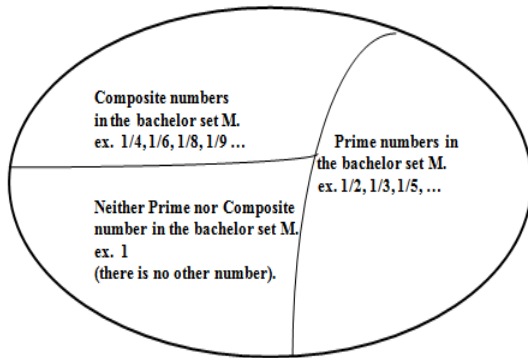 Composite numbers
in the bachelor set M.
ex. 1/4, 1/6, 1/8, 1/9 ...
Prime numbers in
the bachelor set M.
ex. 1/2, 1/3, 1/5, ...
Neither Prime nor Composite
number in the bachelor set M.
ex. 1
(there is no other number).